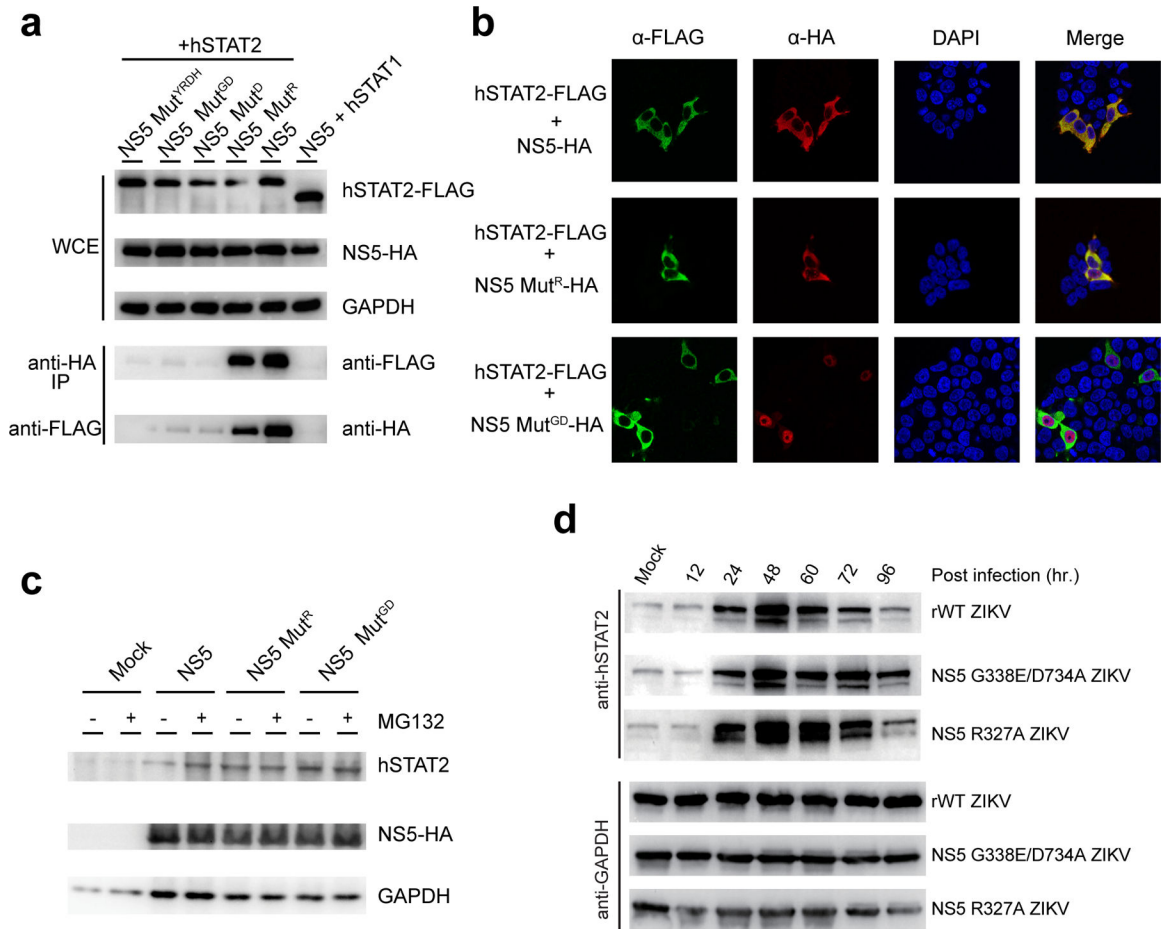 a
+hSTAT2
NS5 Mut^YRDH
NS5 Mut^GD
NS5 Mut^D
NS5 Mut^R
NS5
NS5 + hSTAT1
WCE
hSTAT2-FLAG
NS5-HA
GAPDH
anti-HA
IP
anti-FLAG
anti-FLAG
anti-HA
b
α-FLAG
α-HA
DAPI
Merge
hSTAT2-FLAG
+
NS5-HA
hSTAT2-FLAG
+
NS5 Mut^R-HA
hSTAT2-FLAG
+
NS5 Mut^GD-HA
c
Mock
NS5
NS5 Mut^R
NS5 Mut^GD
- + - + - + - + MG132
hSTAT2
NS5-HA
GAPDH
d
Mock 12 24 48 60 72 96 Post infection (hr.)
anti-hSTAT2
rWT ZIKV
NS5 G338E/D734A ZIKV
NS5 R327A ZIKV
anti-GAPDH
rWT ZIKV
NS5 G338E/D734A ZIKV
NS5 R327A ZIKV